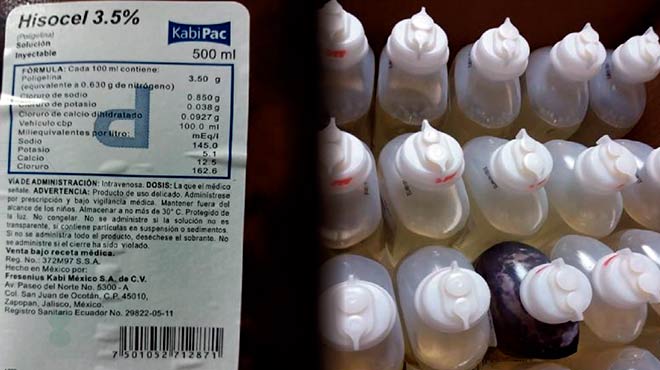 Hisocel 3.5%
(Poligelina)
Solución
Inyectable
KabiPac
500 ml
FÓRMULA: Cada 100 ml contiene:
Poligelina 3.50 g
(equivalente a 0.630 g de nitrógeno)
Cloruro de sodio 0.850 g
Cloruro de potasio 0.038 g
Cloruro de calcio dihidratado 0.0927 g
Vehículo cbp 100.0 ml
Miliequivalentes por litro: mEq/l
Sodio 145.0
Potasio 5.1
Calcio 12.5
Cloruro 162.6
VÍA DE ADMINISTRACIÓN: Intravenosa. DOSIS: La que el médico
señale. ADVERTENCIA: Producto de uso delicado. Adminístrese
por prescripción y bajo vigilancia médica. Mantener fuera del
alcance de los niños. Almacenar a no más de 30° C. Protegido de
la luz. No congelar. No se administre si la solución no es
transparente, si contiene partículas en suspensión o sedimentos.
Si no se administra todo el producto, deséchese el sobrante. No
se administre si el cierre ha sido violado.
Venta bajo receta médica.
Reg. No.: 372M97 S.S.A.
Hecho en México por:
Fresenius Kabi México S.A. de C.V.
Av. Paseo del Norte No. 5300 - A
Col. San Juan de Ocotán, C.P. 45010,
Zapopan, Jalisco, México.
Registro Sanitario Ecuador No. 29822-05-11
7 501052 712871